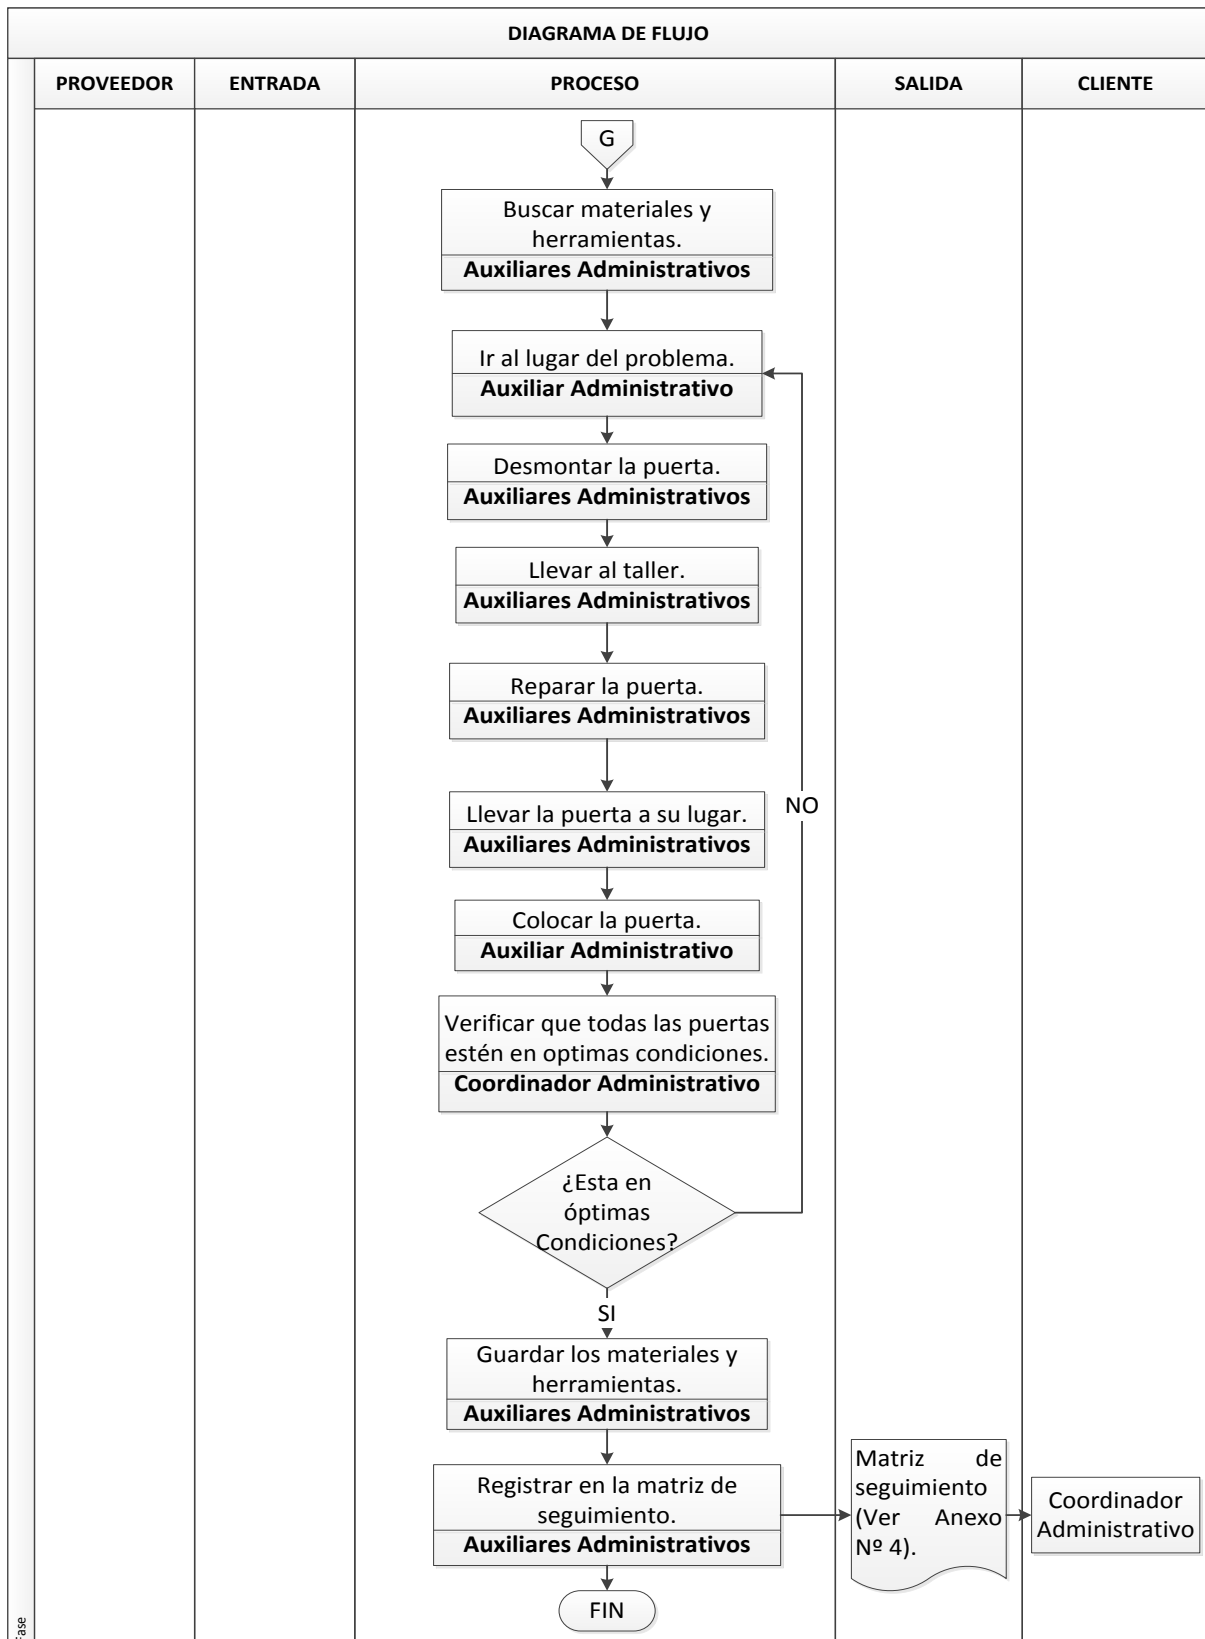 DIAGRAMA DE FLUJO
PROVEEDOR
ENTRADA
PROCESO
SALIDA
CLIENTE
G
Buscar materiales y
herramientas.
Auxiliares Administrativos
Ir al lugar del problema.
Auxiliar Administrativo
Desmontar la puerta.
Auxiliares Administrativos
Llevar al taller.
Auxiliares Administrativos
Reparar la puerta.
Auxiliares Administrativos
Llevar la puerta a su lugar.
Auxiliares Administrativos
NO
Colocar la puerta.
Auxiliar Administrativo
Verificar que todas las puertas
estén en optimas condiciones.
Coordinador Administrativo
¿Esta en
óptimas
Condiciones?
SI
Guardar los materiales y
herramientas.
Auxiliares Administrativos
Registrar en la matriz de
seguimiento.
Auxiliares Administrativos
Matriz de
seguimiento
(Ver Anexo
Nº 4).
Coordinador
Administrativo
FIN
Fase